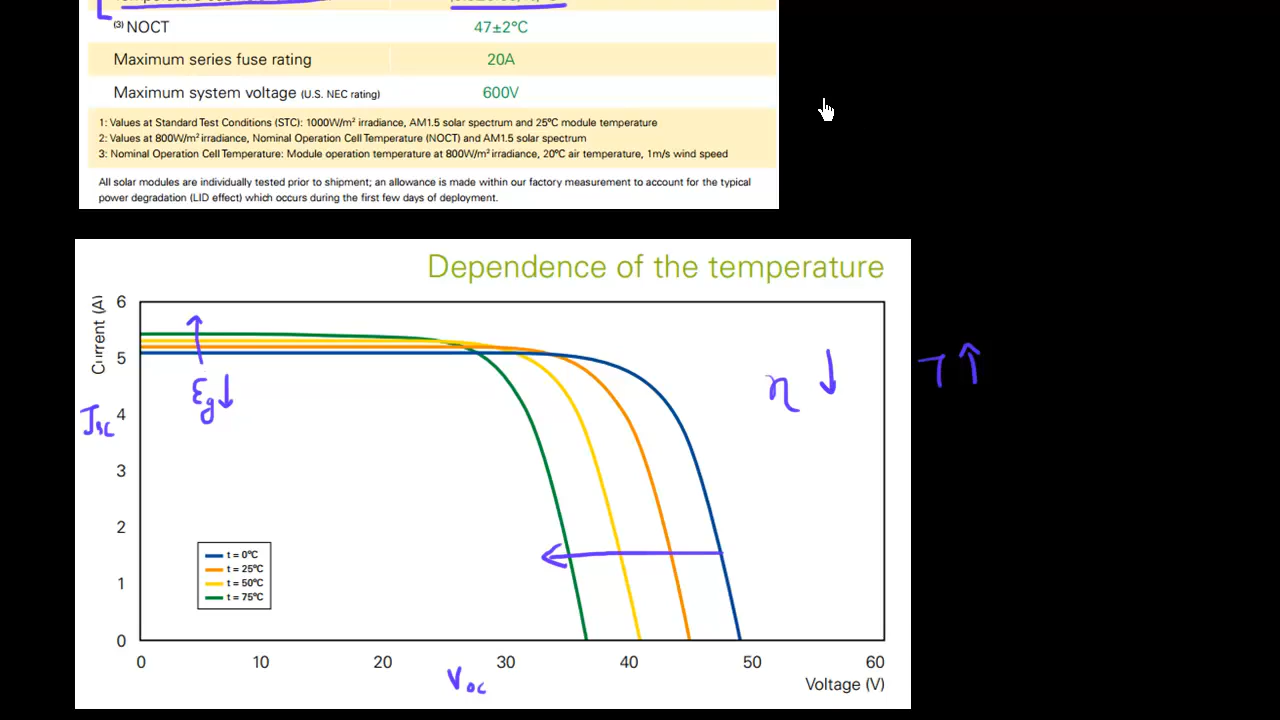 (3) NOCT 47±2°C
Maximum series fuse rating 20A
Maximum system voltage (U.S. NEC rating) 600V
1: Values at Standard Test Conditions (STC): 1000W/m² irradiance, AM1.5 solar spectrum and 25°C module temperature
2: Values at 800W/m² irradiance, Nominal Operation Cell Temperature (NOCT) and AM1.5 solar spectrum
3: Nominal Operation Cell Temperature: Module operation temperature at 800W/m² irradiance, 20°C air temperature, 1m/s wind speed
All solar modules are individually tested prior to shipment; an allowance is made within our factory measurement to account for the typical
power degradation (LID effect) which occurs during the first few days of deployment.
Dependence of the temperature
Current (A)
6
5
4
3
2
1
0
Eg↓
Jsc
η ↓
T↑
t = 0°C
t = 25°C
t = 50°C
t = 75°C
0 10 20 30 40 50 60
Voc
Voltage (V)